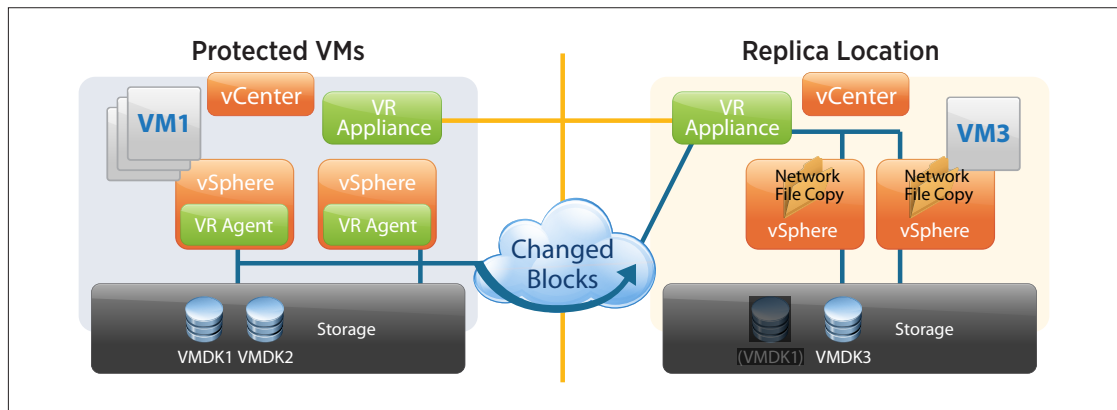 Protected VMs
Replica Location
vCenter
VM1
VR
Appliance
vSphere
VR Agent
vSphere
VR Agent
Storage
VMDK1
VMDK2
Changed
Blocks
VR
Appliance
vCenter
VM3
Network
File Copy
vSphere
Network
File Copy
vSphere
Storage
(VMDK1)
VMDK3